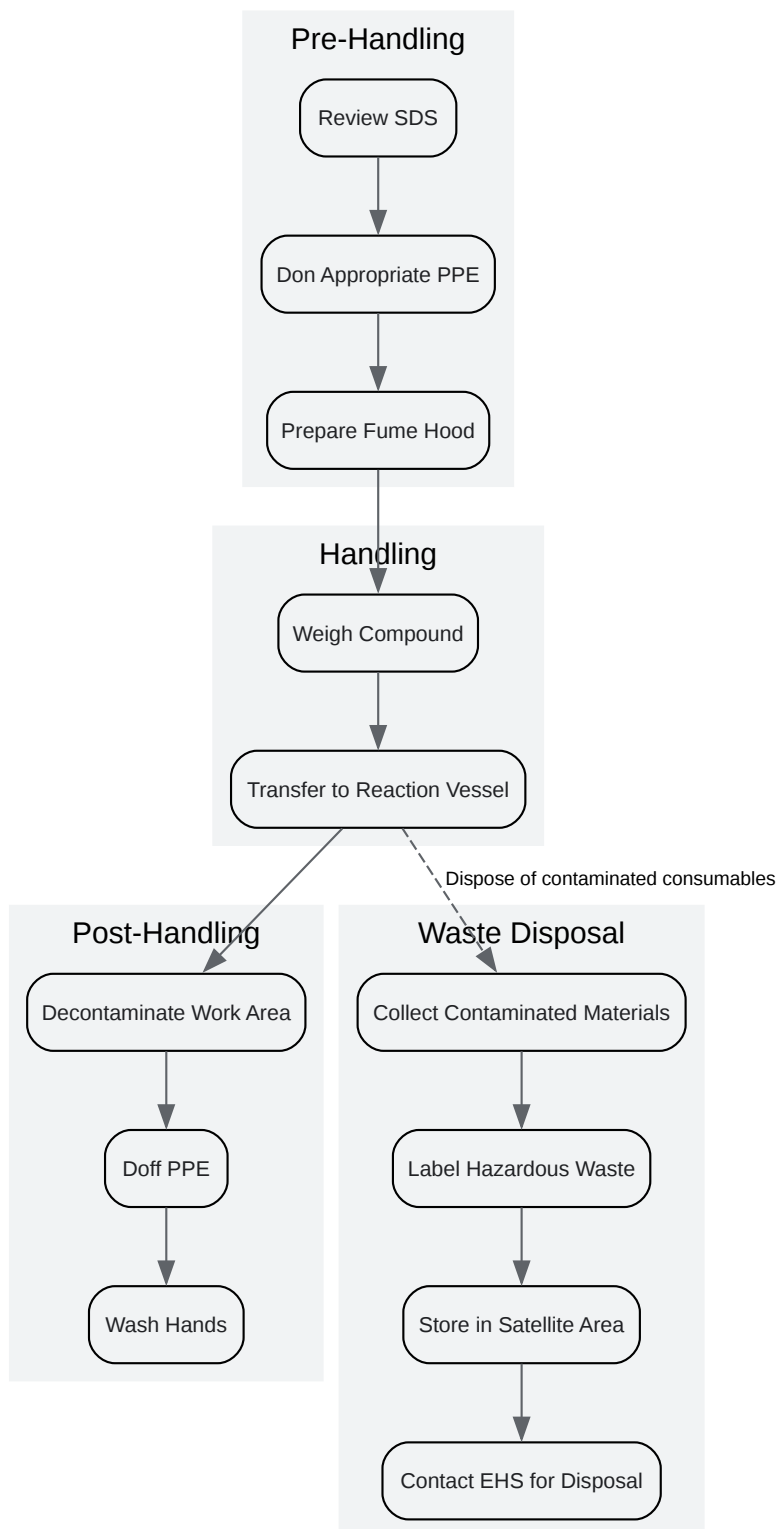 Pre-Handling
Review SDS
Don Appropriate PPE
Prepare Fume Hood
Handling
Weigh Compound
Transfer to Reaction Vessel
Dispose of contaminated consumables
Post-Handling
Decontaminate Work Area
Doff PPE
Wash Hands
Waste Disposal
Collect Contaminated Materials
Label Hazardous Waste
Store in Satellite Area
Contact EHS for Disposal